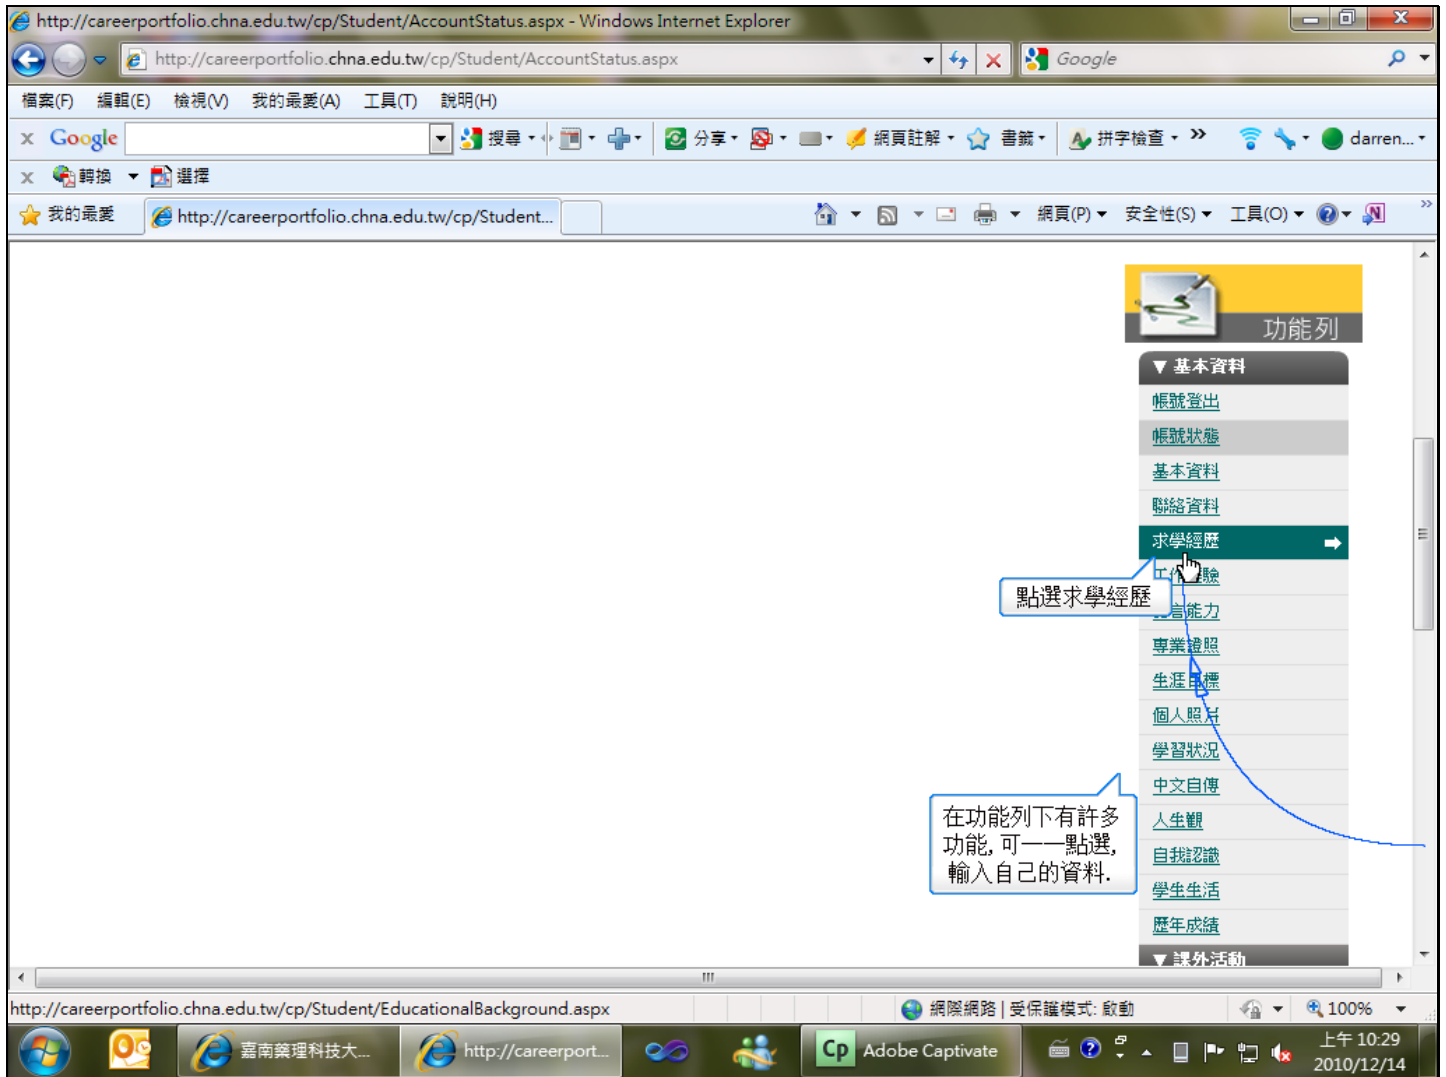 http://careerportfolio.chna.edu.tw/cp/Student/AccountStatus.aspx - Windows Internet Explorer
http://careerportfolio.chna.edu.tw/cp/Student/AccountStatus.aspx
Google
檔案(F) 編輯(E) 檢視(V) 我的最愛(A) 工具(T) 說明(H)
x Google 搜尋 分享 網頁註解 書籤 拼字檢查 » darren...
x 轉換 選擇
我的最愛 http://careerportfolio.chna.edu.tw/cp/Student... 網頁(P) 安全性(S) 工具(O) »
功能列
▼ 基本資料
帳號登出
帳號狀態
基本資料
聯絡資料
求學經歷
點選求學經歷
言能力
專業證照
生涯目標
個人照片
學習狀況
中文自傳
在功能列下有許多
功能, 可一一點選,
輸入自己的資料.
人生觀
自我認識
學生生活
歷年成績
▼ 課外活動
http://careerportfolio.chna.edu.tw/cp/Student/EducationalBackground.aspx 網際網路 | 受保護模式: 啟動 100%
嘉南藥理科技大... http://careerport... Cp Adobe Captivate 上午 10:29
2010/12/14